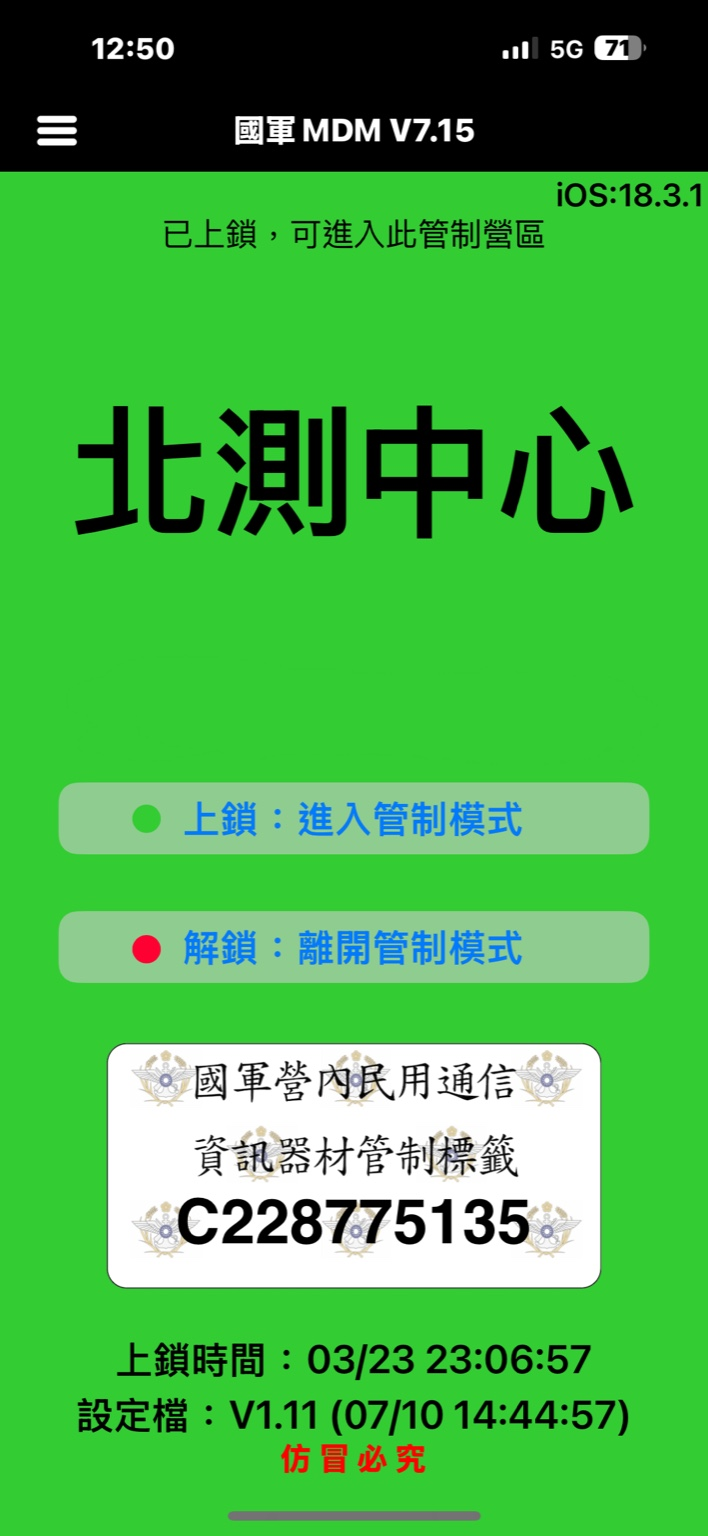 12:50
5G
71
國軍 MDM V7.15
iOS:18.3.1
已上鎖，可進入此管制營區
北測中心
上鎖：進入管制模式
解鎖：離開管制模式
國軍營內民用通信
資訊器材管制標籤
C228775135
上鎖時間：03/23 23:06:57
設定檔：V1.11 (07/10 14:44:57)
仿冒必究